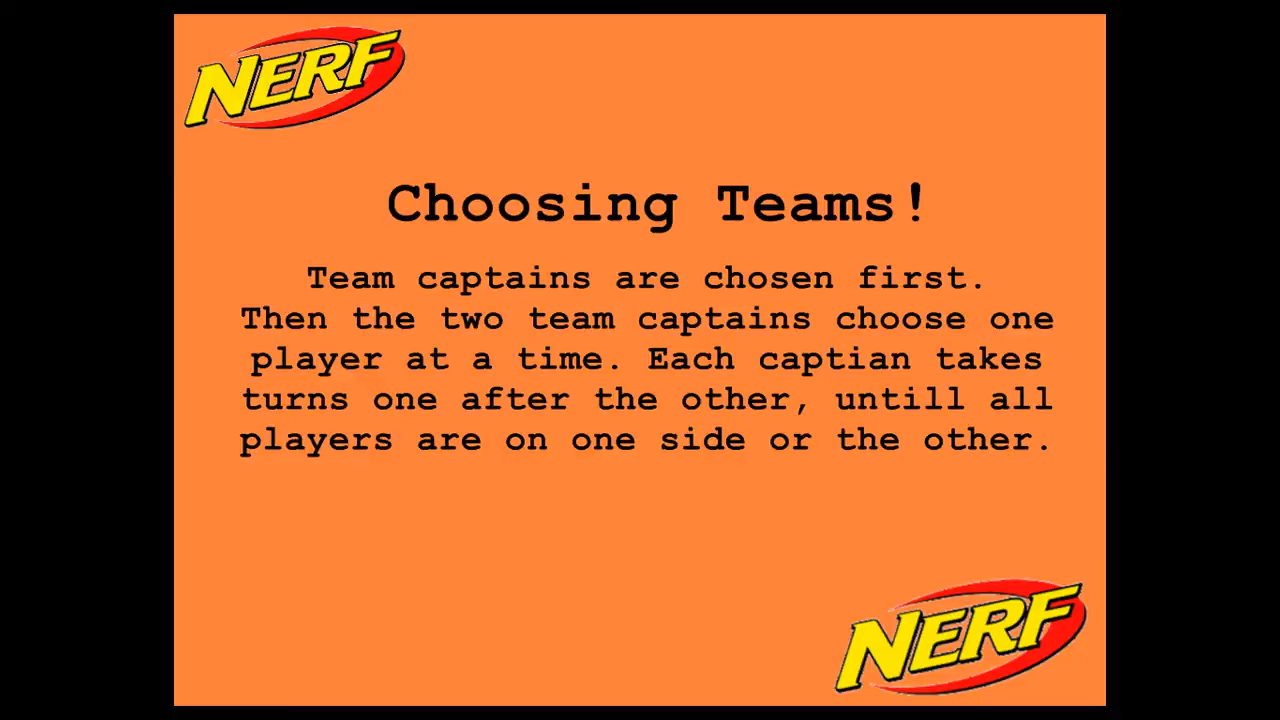 NERF
Choosing Teams!
Team captains are chosen first.
Then the two team captains choose one
player at a time. Each captian takes
turns one after the other, untill all
players are on one side or the other.
NERF